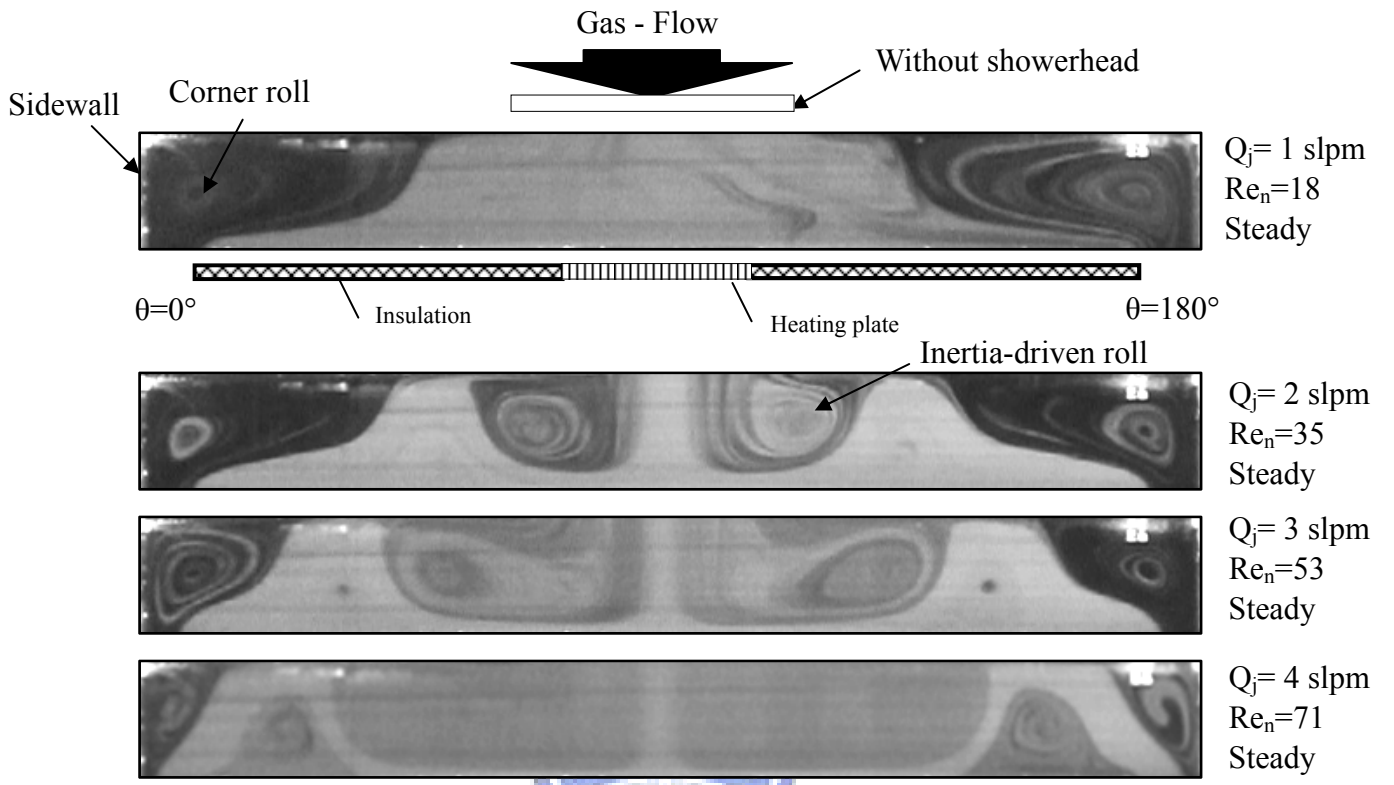 Gas - Flow
Without showerhead
Sidewall
Corner roll
Qj= 1 slpm
Ren=18
Steady
θ=0°
Insulation
Heating plate
θ=180°
Inertia-driven roll
Qj= 2 slpm
Ren=35
Steady
Qj= 3 slpm
Ren=53
Steady
Qj= 4 slpm
Ren=71
Steady